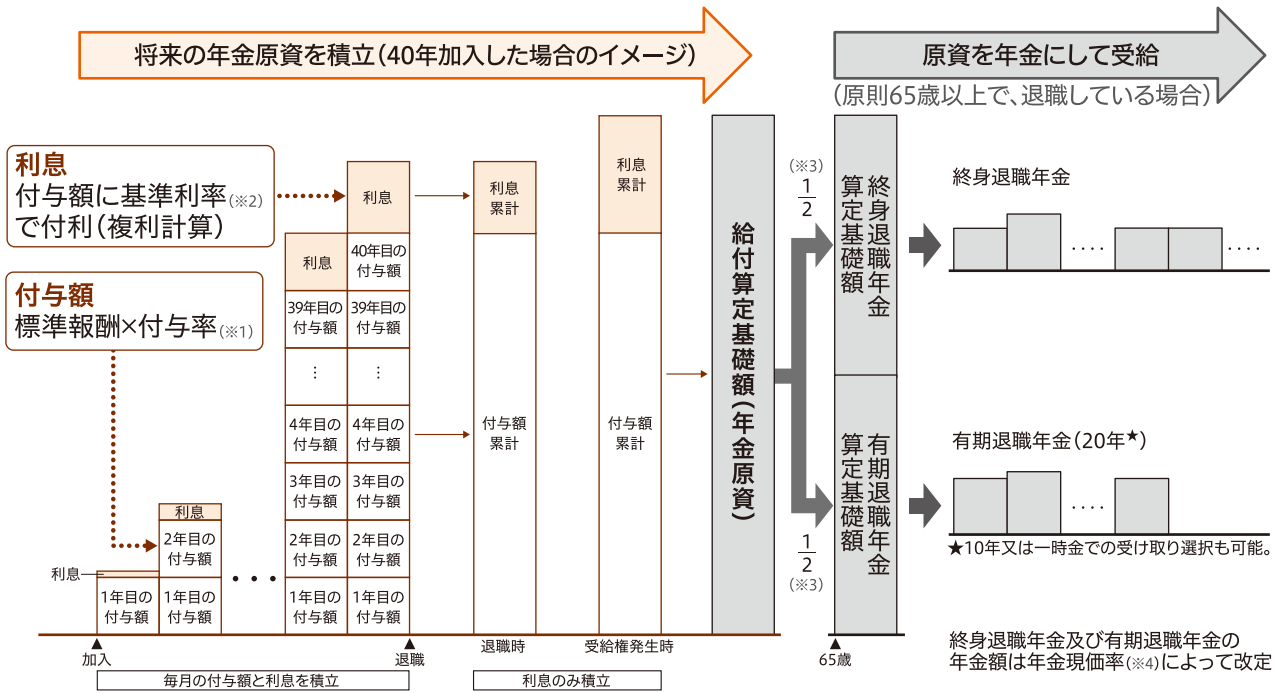 将来の年金原資を積立（40年加入した場合のイメージ）
原資を年金にして受給
（原則65歳以上で、退職している場合）
利息
付与額に基準利率(※2)
で付利（複利計算）
付与額
標準報酬×付与率(※1)
利息
1年目の
付与額
利息
2年目の
付与額
1年目の
付与額
・・・
利息
39年目の
付与額
⋮
4年目の
付与額
3年目の
付与額
2年目の
付与額
1年目の
付与額
利息
40年目の
付与額
39年目の
付与額
⋮
4年目の
付与額
3年目の
付与額
2年目の
付与額
1年目の
付与額
利息
累計
付与額
累計
利息
累計
付与額
累計
▲
加入
▲
退職
退職時
受給権発生時
毎月の付与額と利息を積立
利息のみ積立
給付算定基礎額（年金原資）
(※3)
1
2
1
2
(※3)
終身退職年金
算定基礎額
有期退職年金
算定基礎額
▲
65歳
終身退職年金
････
････
有期退職年金（20年★）
････
★10年又は一時金での受け取り選択も可能。
終身退職年金及び有期退職年金の
年金額は年金現価率(※4)によって改定